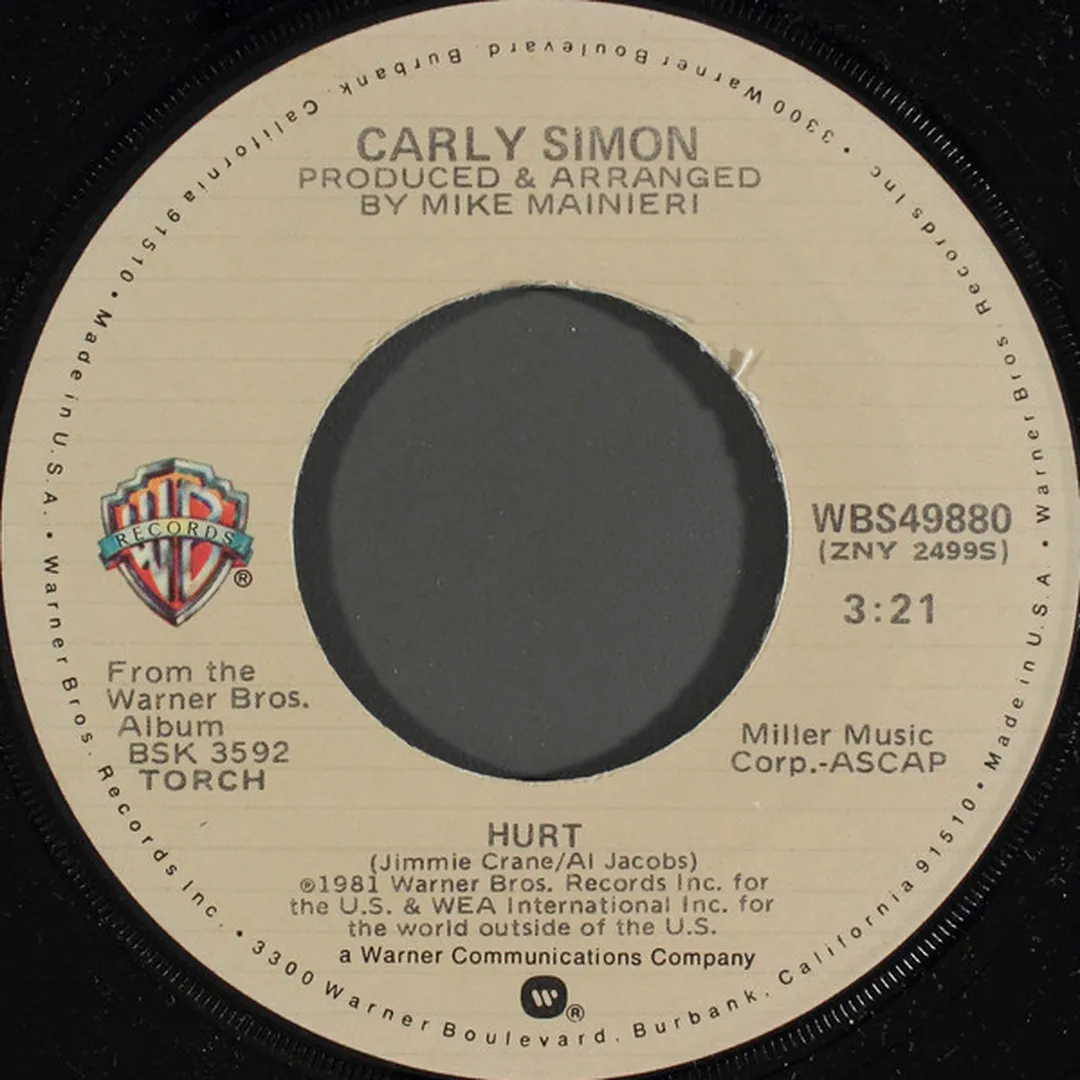 CARLY SIMON
PRODUCED & ARRANGED
BY MIKE MAINIERI
WB
RECORDS
®
WBS49880
(ZNY 2499S)
3:21
From the
Warner Bros.
Album
BSK 3592
TORCH
Miller Music
Corp.-ASCAP
HURT
(Jimmie Crane/Al Jacobs)
℗1981 Warner Bros. Records Inc. for
the U.S. & WEA International Inc. for
the world outside of the U.S.
a Warner Communications Company
®
Made in U.S.A. • Warner Bros. Records Inc. • 3300 Warner Boulevard. Burbank, California 91510 • Made in U.S.A. • Warner Bros. Records Inc. • 3300 Warner Boulevard. Burbank, California 91510 •